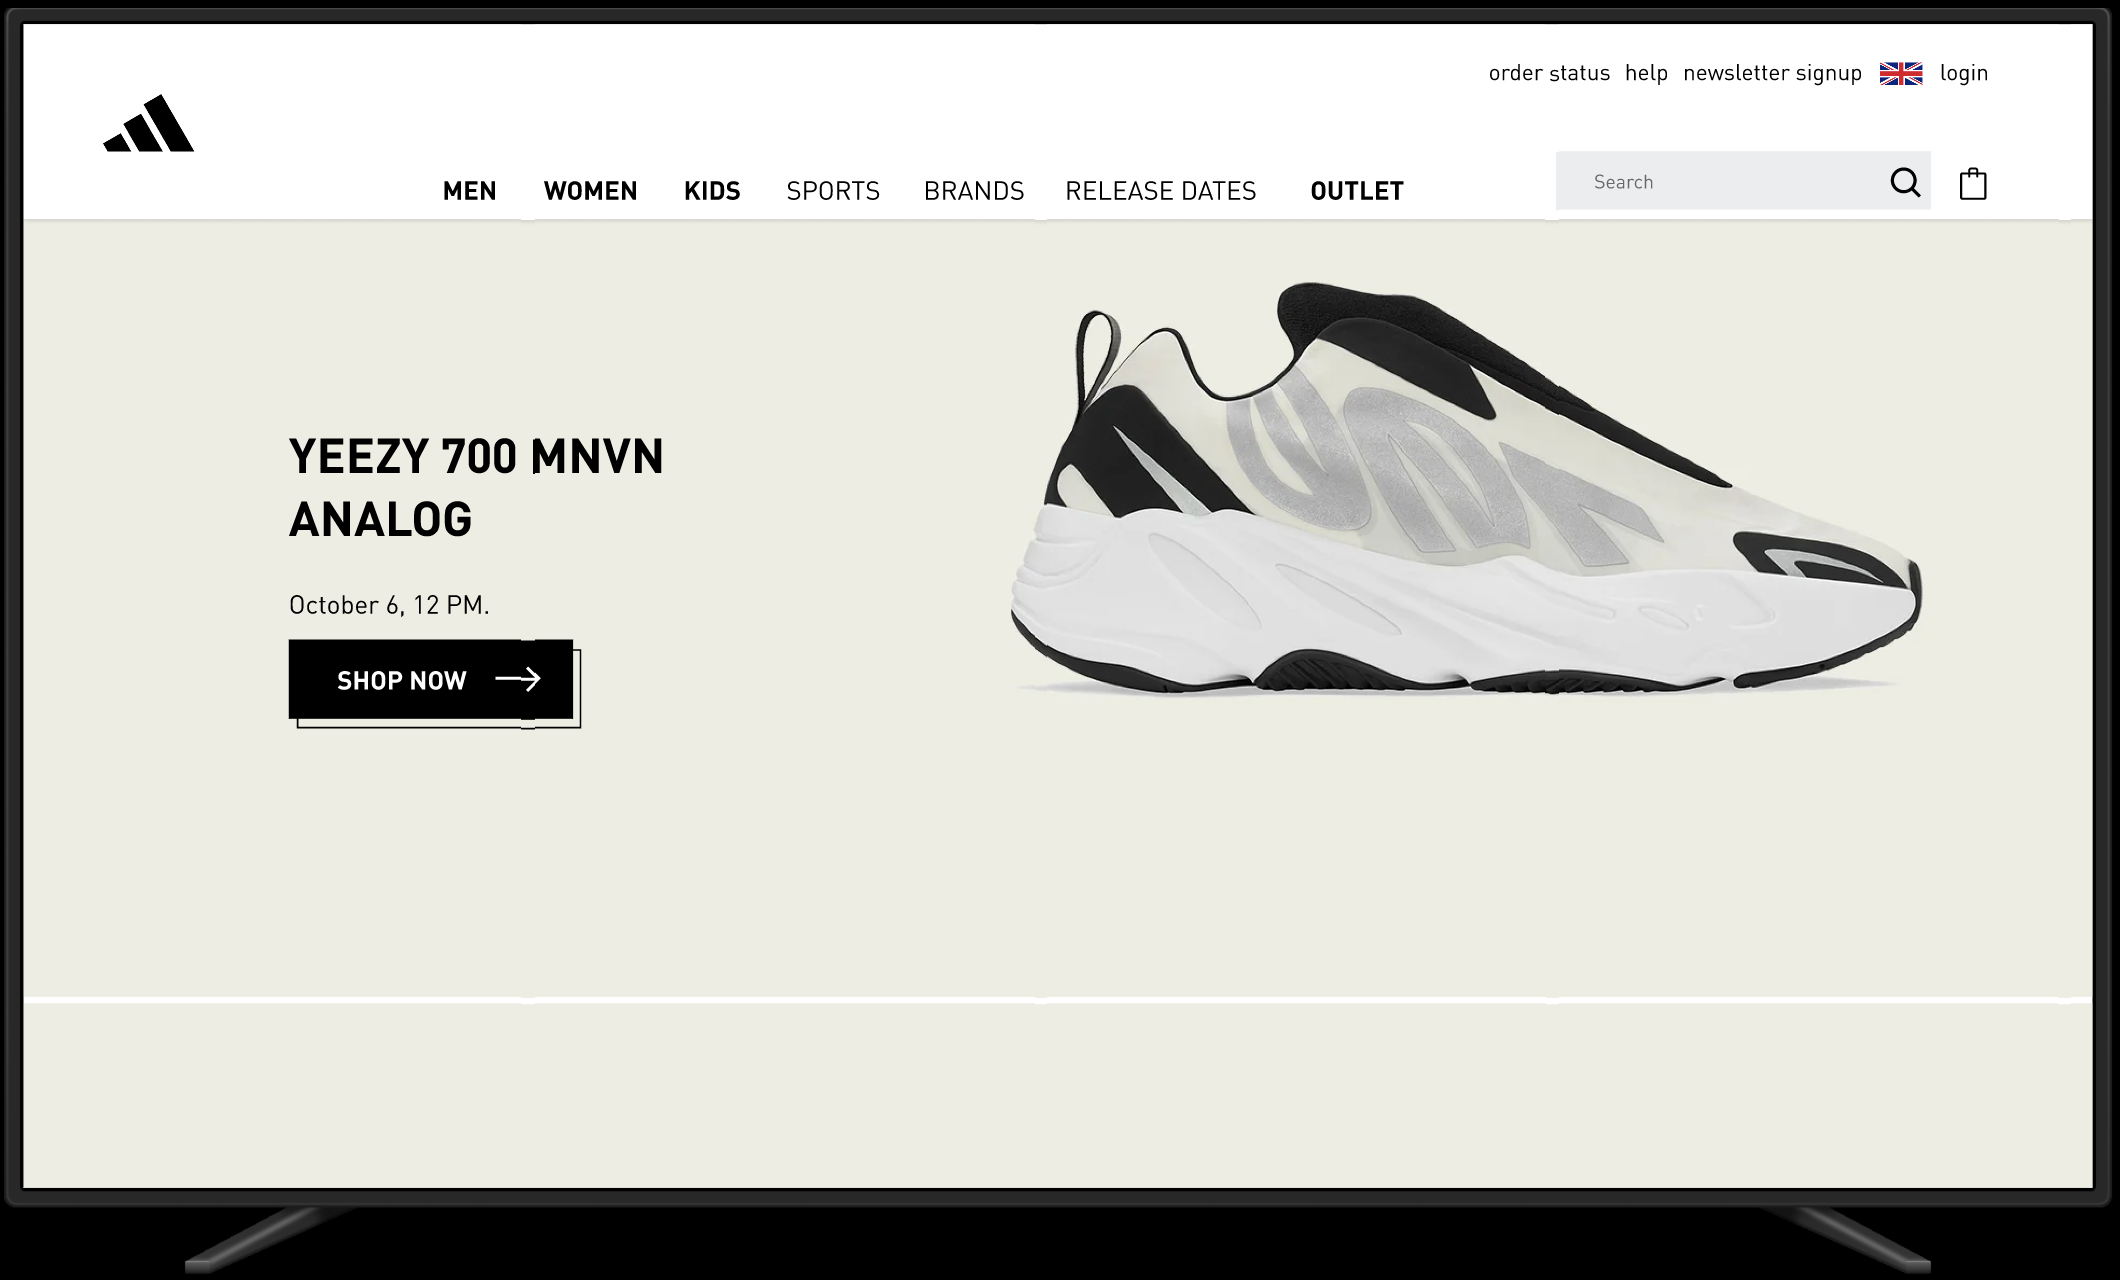 order status help newsletter signup login
MEN WOMEN KIDS SPORTS BRANDS RELEASE DATES OUTLET
Search
YEEZY 700 MNVN
ANALOG
October 6, 12 PM.
SHOP NOW